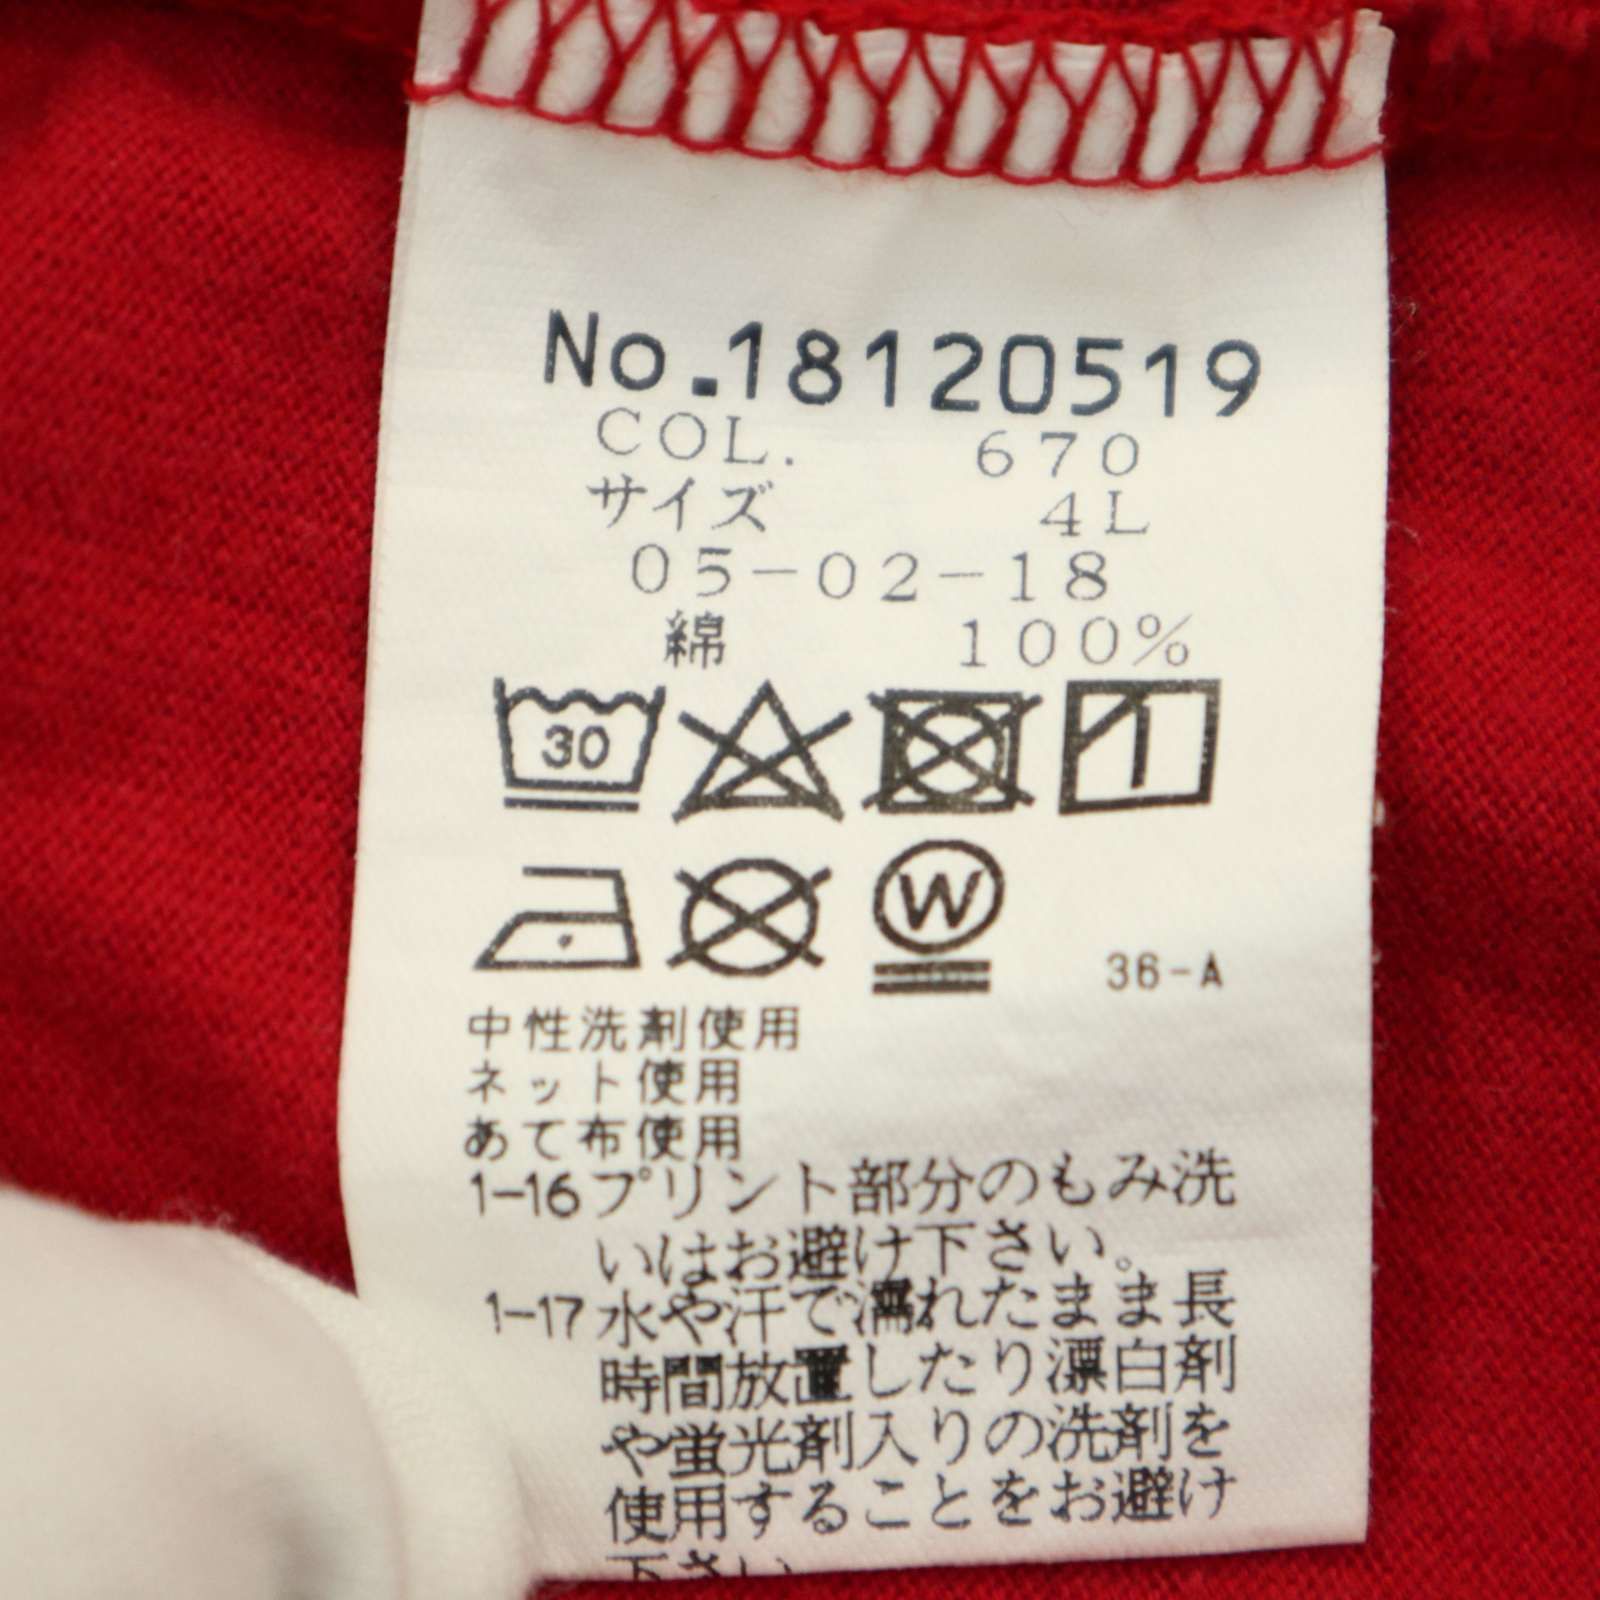 No.18120519
COL. 670
サイズ 4L
05-02-18
綿 100%
30
W
36-A
中性洗剤使用
ネット使用
あて布使用
1-16 プリント部分のもみ洗
いはお避け下さい。
1-17 水や汗で濡れたまま長
時間放置したり漂白剤
や蛍光剤入りの洗剤を
使用することをお避け
下さい